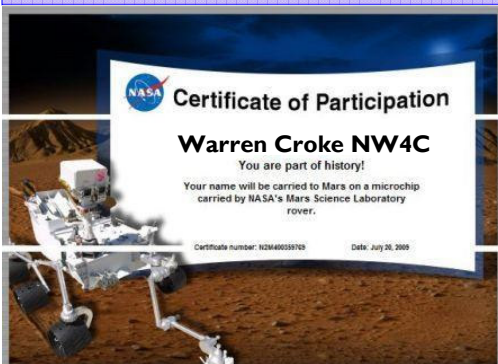 NASA
Certificate of Participation
Warren Croke NW4C
You are part of history!
Your name will be carried to Mars on a microchip
carried by NASA's Mars Science Laboratory
rover.
Certificate number: Date: July 20, 2009